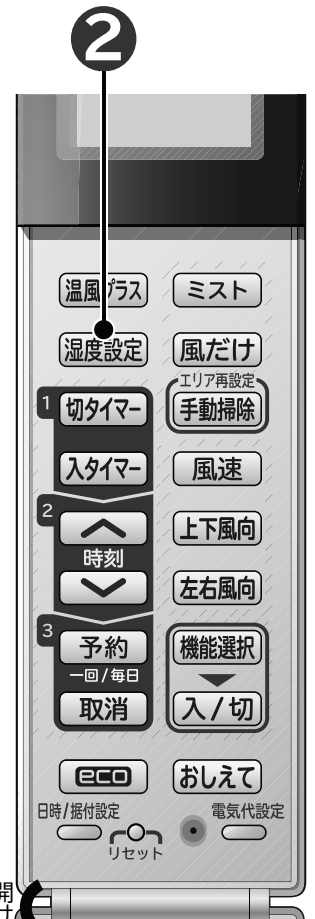 2
温風プラス ミスト
湿度設定 風だけ
エリア再設定
1 切タイマー 手動掃除
入タイマー 風速
2
上下風向
時刻
左右風向
3
予約 機能選択
一回/毎日
取消 入/切
eco おしえて
日時/据付設定 電気代設定
リセット
開
け